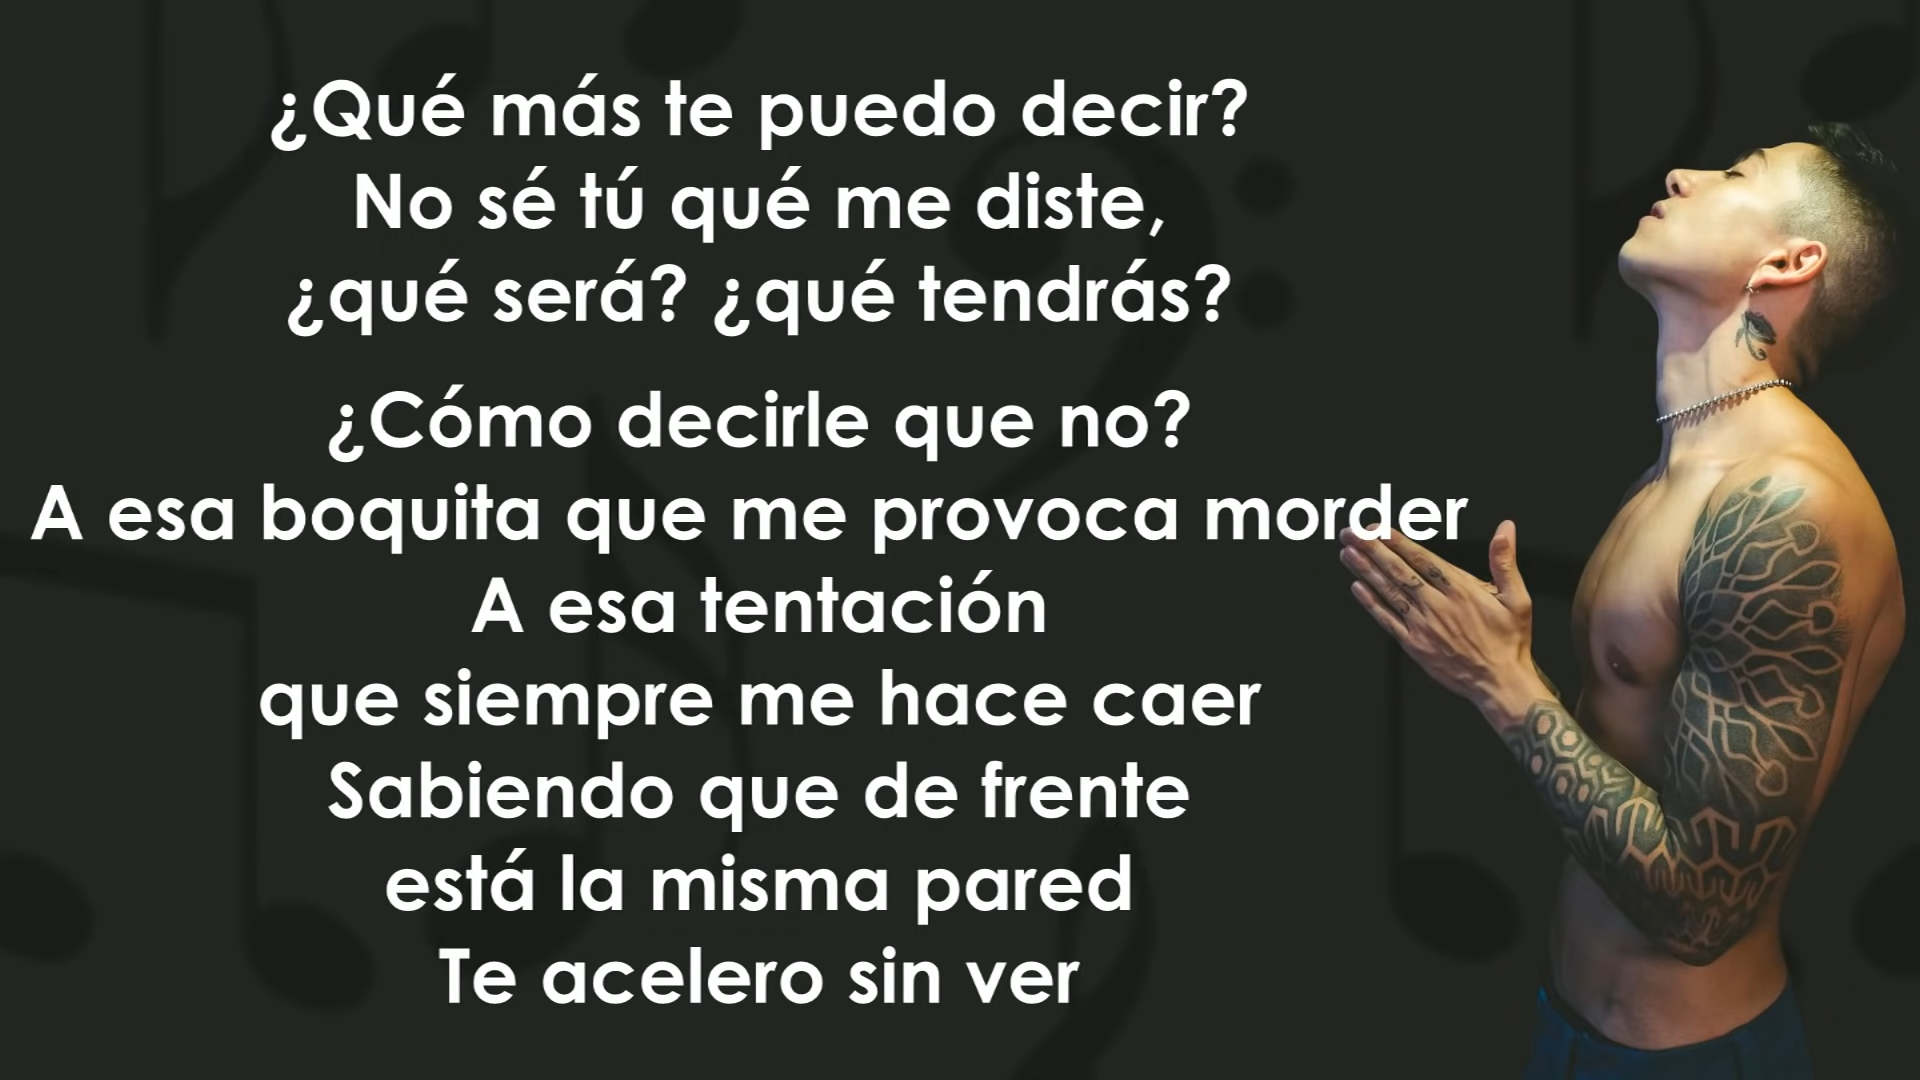 ¿Qué más te puedo decir?
No sé tú qué me diste,
¿qué será? ¿qué tendrás?
¿Cómo decirle que no?
A esa boquita que me provoca morder
A esa tentación
que siempre me hace caer
Sabiendo que de frente
está la misma pared
Te acelero sin ver